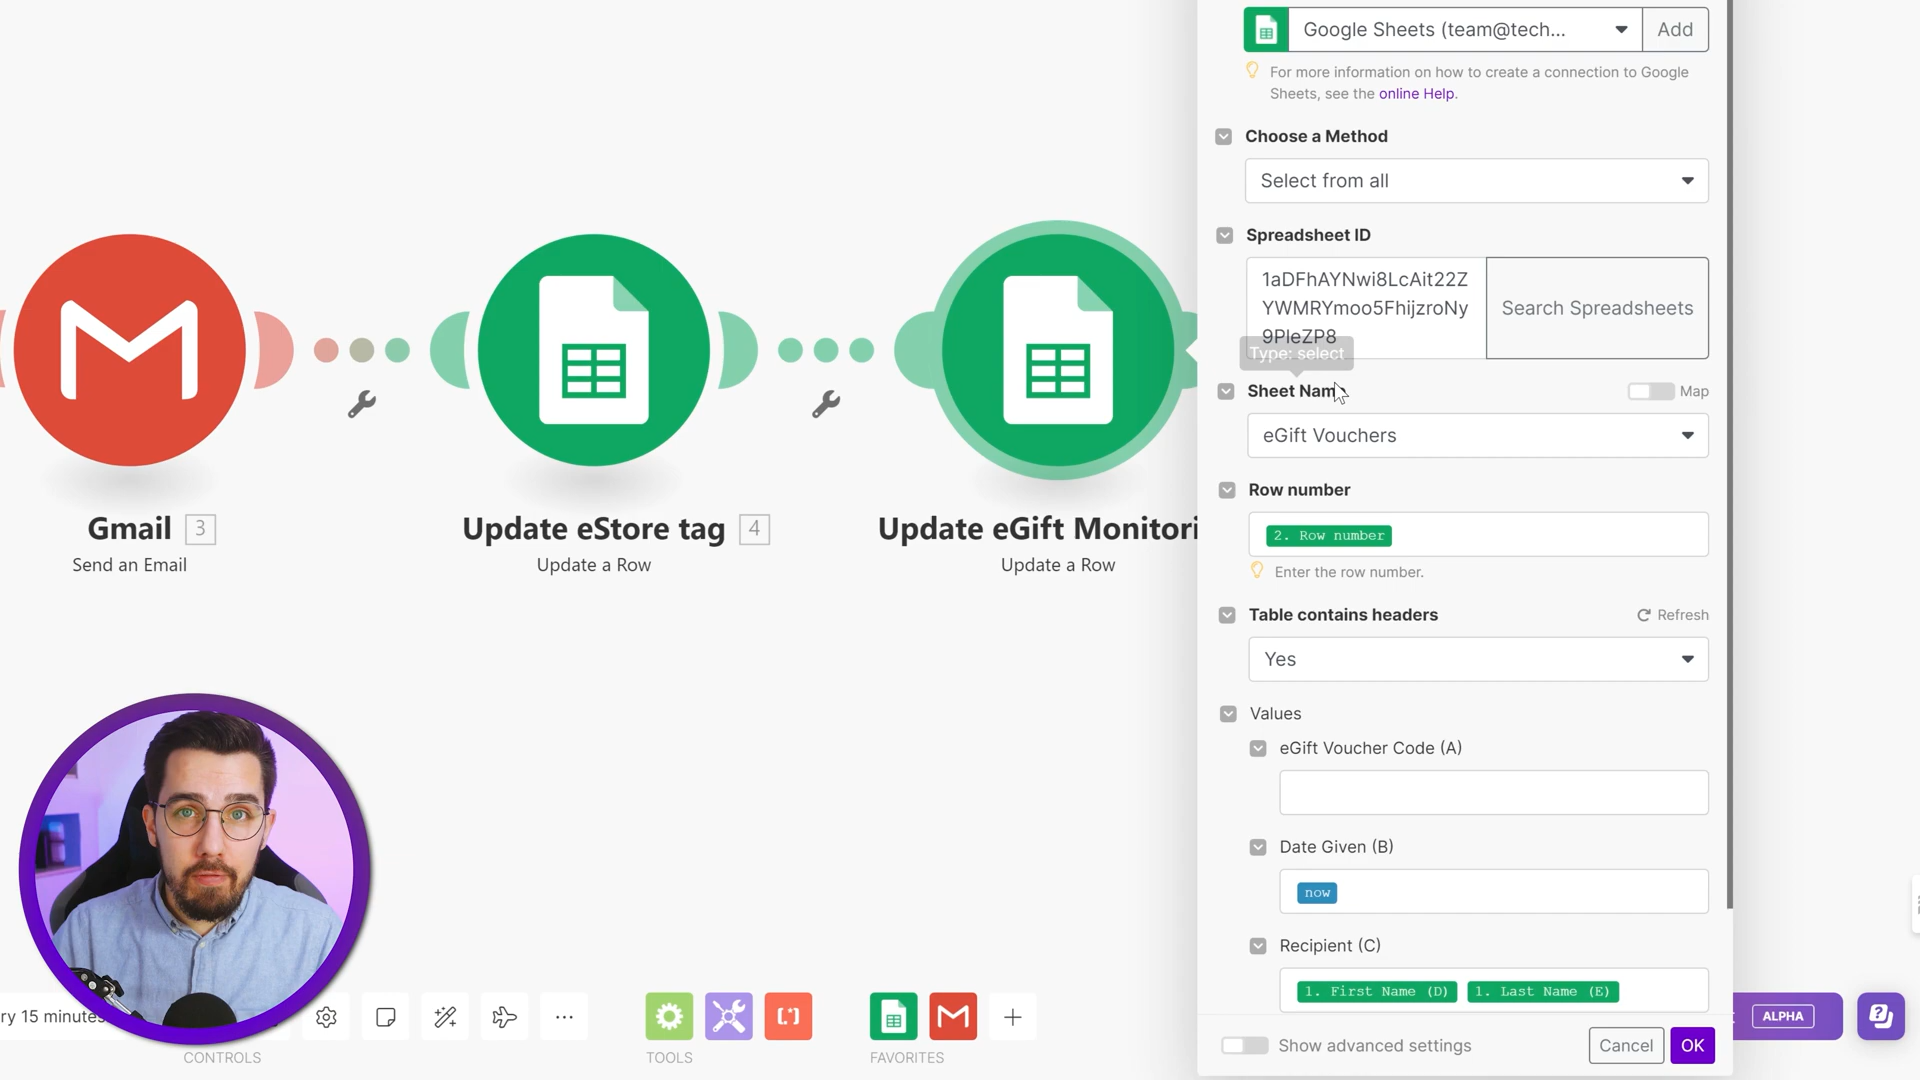 Google Sheets (team@tech...
Add
For more information on how to create a connection to Google
Sheets, see the online Help.
Choose a Method
Select from all
Spreadsheet ID
1aDFhAYNwi8LcAit22Z
YWMRYmoo5FhijzroNy
9PleZP8
Search Spreadsheets
Type: select
Sheet Name
Map
eGift Vouchers
Row number
2. Row number
Enter the row number.
Table contains headers
Refresh
Yes
Values
eGift Voucher Code (A)
Date Given (B)
now
Recipient (C)
1. First Name (D) 1. Last Name (E)
Show advanced settings
Cancel
OK
Gmail 3
Send an Email
Update eStore tag 4
Update a Row
Update eGift Monitori
Update a Row
ry 15 minutes
CONTROLS
TOOLS
FAVORITES
ALPHA